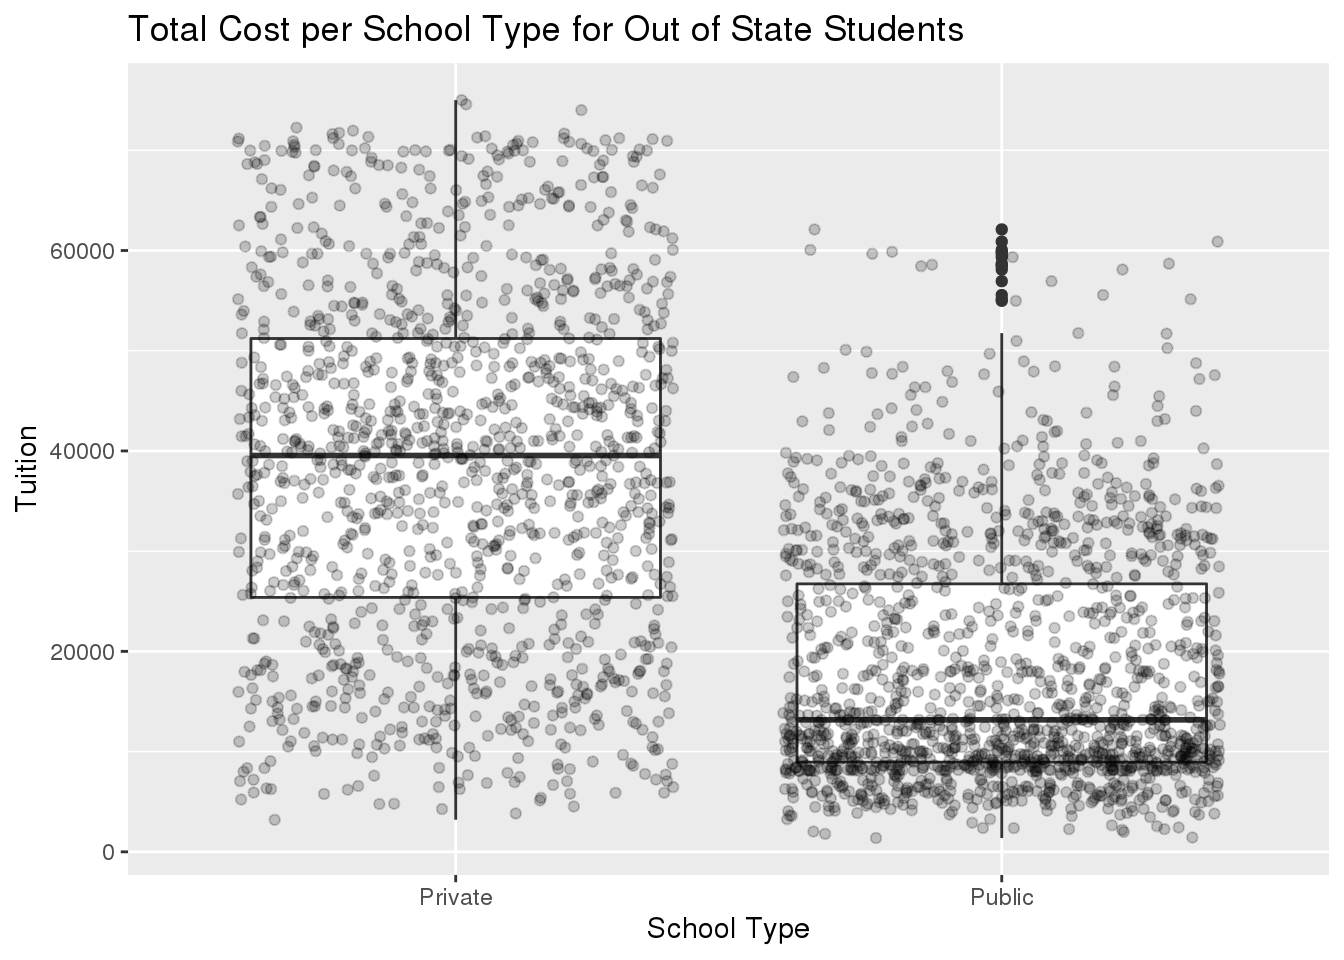 Total Cost per School Type for Out of State Students
Tuition
60000
40000
20000
0
Private
Public
School Type